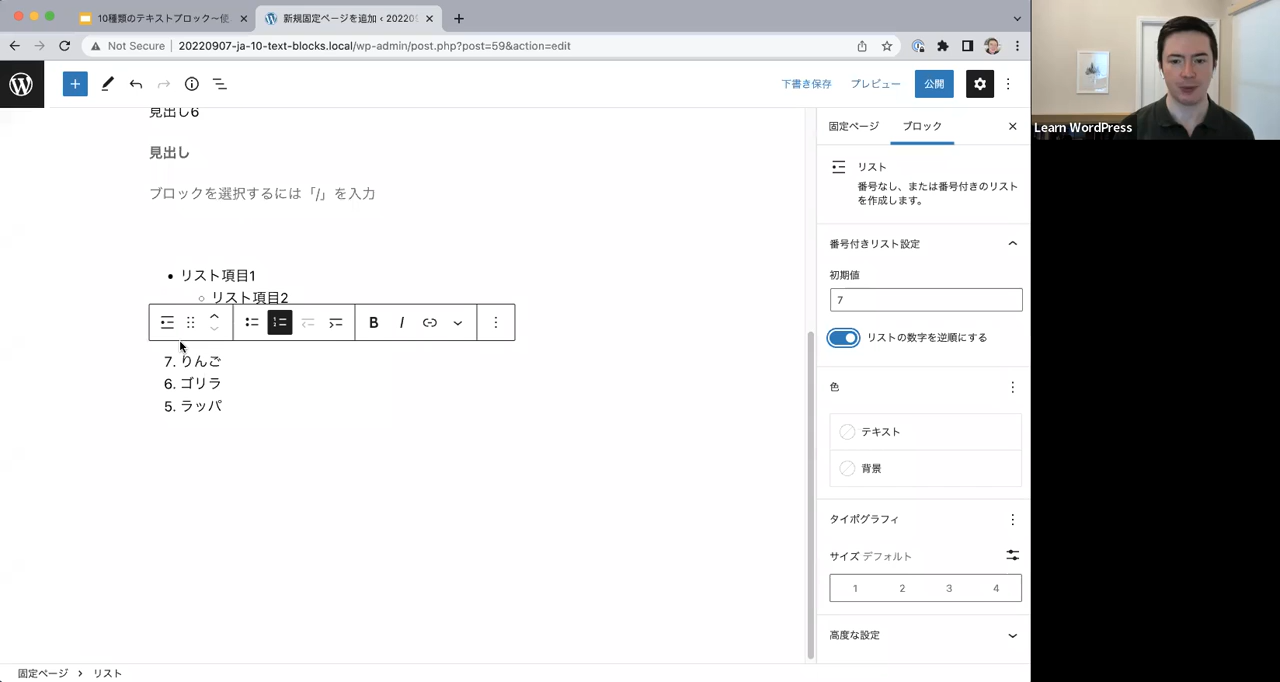 10種類のテキストブロック〜使
新規固定ページを追加 ‹ 20220
Not Secure
20220907-ja-10-text-blocks.local/wp-admin/post.php?post=59&action=edit
下書き保存
プレビュー
公開
見出し6
見出し
ブロックを選択するには「/」を入力
• リスト項目1
○ リスト項目2
B I
7. りんご
6. ゴリラ
5. ラッパ
固定ページ
ブロック
リスト
番号なし、または番号付きのリスト
を作成します。
番号付きリスト設定
初期値
7
リストの数字を逆順にする
色
テキスト
背景
タイポグラフィ
サイズ デフォルト
1 2 3 4
高度な設定
固定ページ › リスト
Learn WordPress